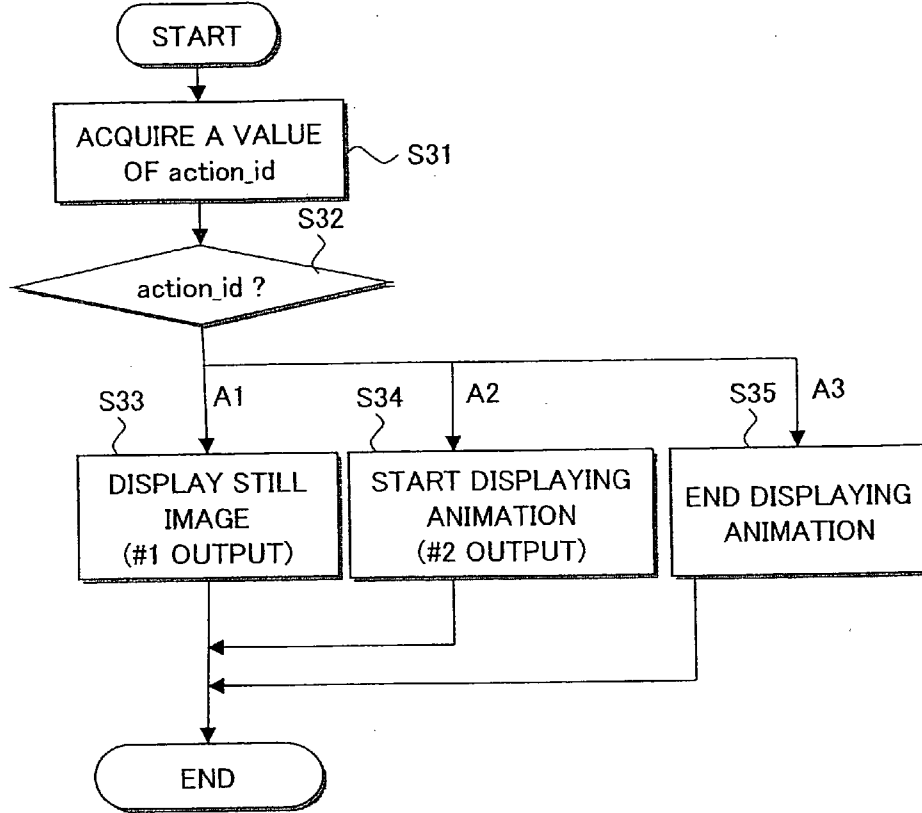 START
ACQUIRE A VALUE
OF action_id
S31
S32
action_id ?
A1
A2
A3
S33
S34
S35
DISPLAY STILL
IMAGE
(#1 OUTPUT)
START DISPLAYING
ANIMATION
(#2 OUTPUT)
END DISPLAYING
ANIMATION
END